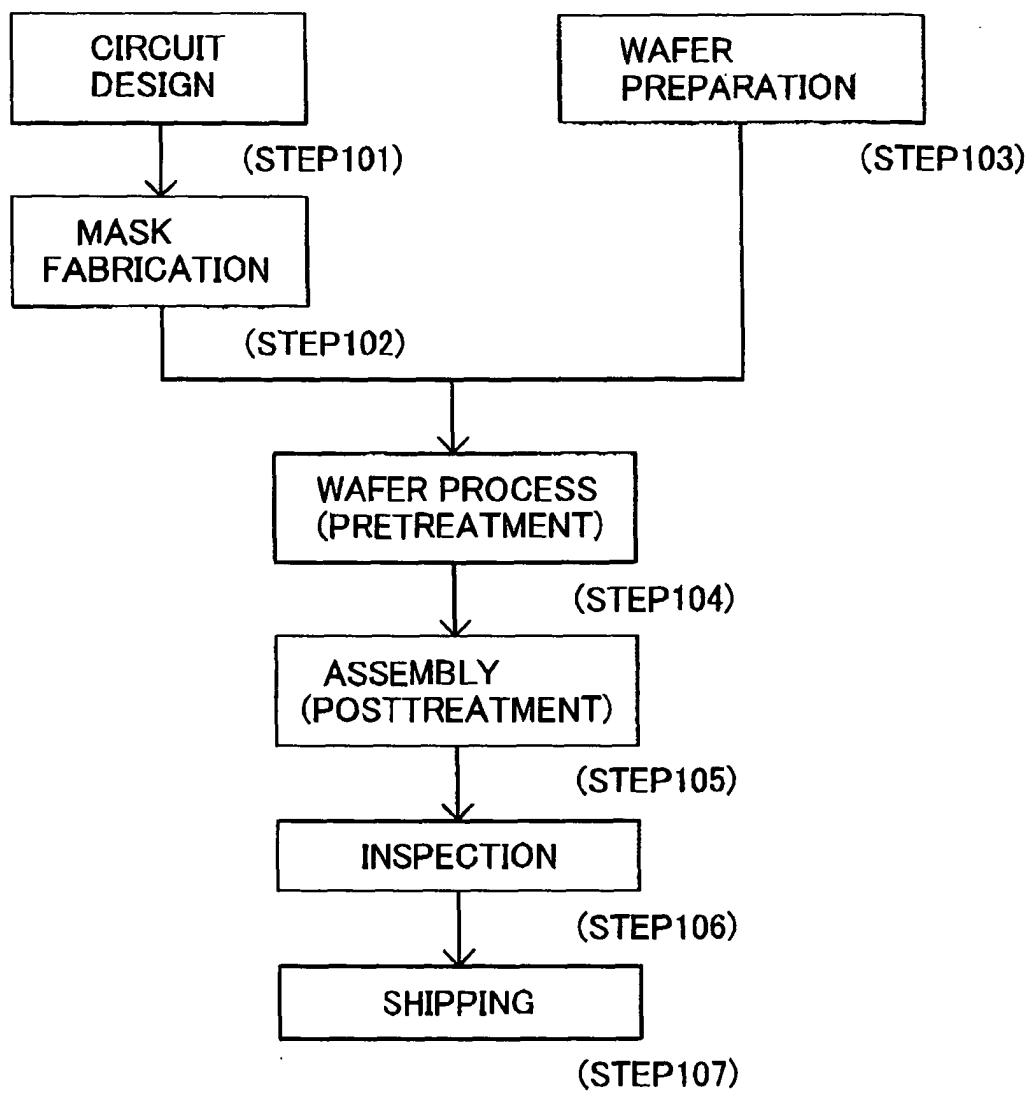 CIRCUIT
DESIGN
(STEP101)
MASK
FABRICATION
(STEP102)
WAFER
PREPARATION
(STEP103)
WAFER PROCESS
(PRETREATMENT)
(STEP104)
ASSEMBLY
(POSTTREATMENT)
(STEP105)
INSPECTION
(STEP106)
SHIPPING
(STEP107)